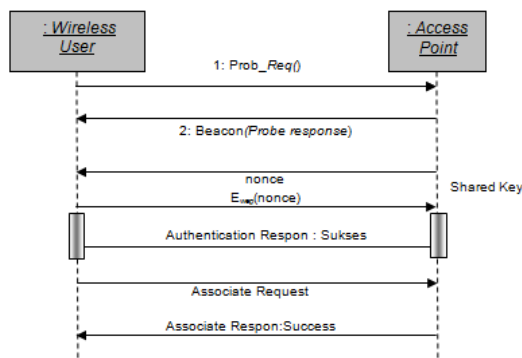 : Wireless
User
: Access
Point
1: Prob_Req()
2: Beacon(Probe response)
nonce
Shared Key
E (nonce)
Authentication Respon : Sukses
Associate Request
Associate Respon:Success